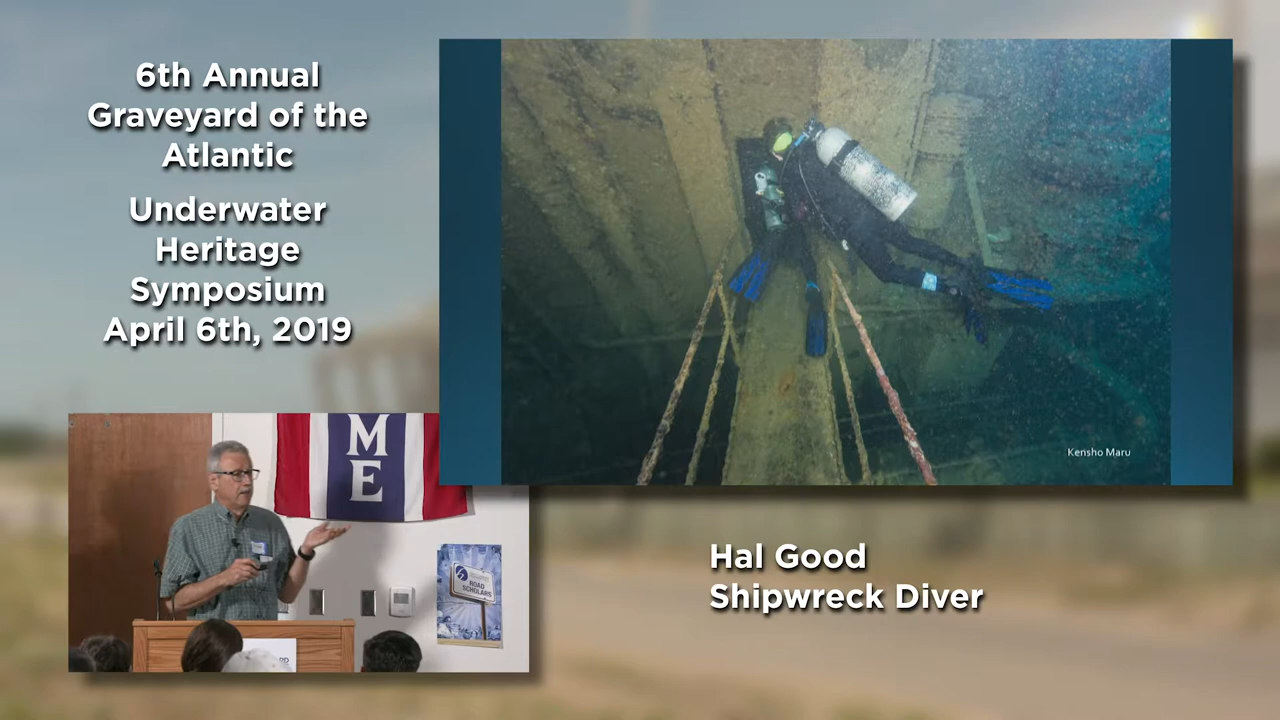 6th Annual
Graveyard of the
Atlantic
Underwater
Heritage
Symposium
April 6th, 2019
Kensho Maru
ME
ROAD
SCHOLARS
Hal Good
Shipwreck Diver